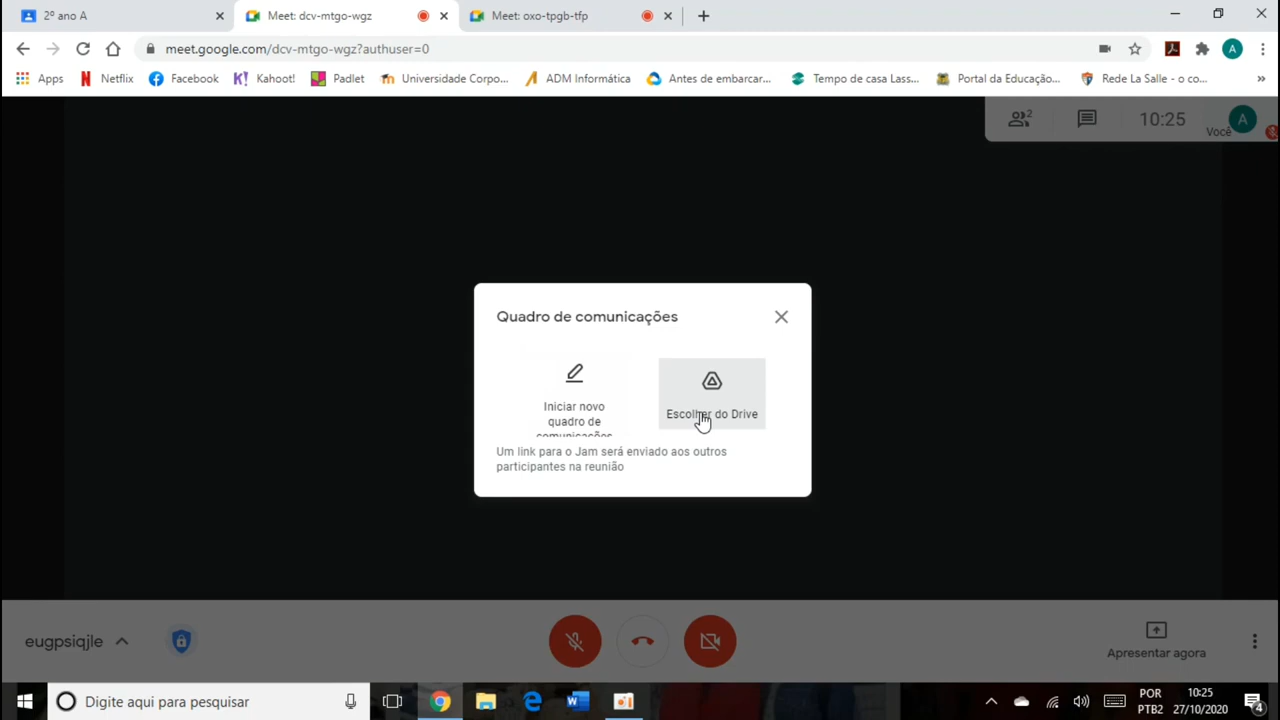 2º ano A
Meet: dcv-mtgo-wgz
Meet: oxo-tpgb-tfp
meet.google.com/dcv-mtgo-wgz?authuser=0
A
Apps
Netflix
Facebook
Kahoot!
Padlet
Universidade Corpo...
ADM Informática
Antes de embarcar...
Tempo de casa Lass...
Portal da Educação...
Rede La Salle - o co...
»
2
10:25
Você
A
Quadro de comunicações
Iniciar novo
quadro de
comunicações
Escolher do Drive
Um link para o Jam será enviado aos outros
participantes na reunião
eugpsiqjle
Apresentar agora
Digite aqui para pesquisar
POR
PTB2
10:25
27/10/2020
4